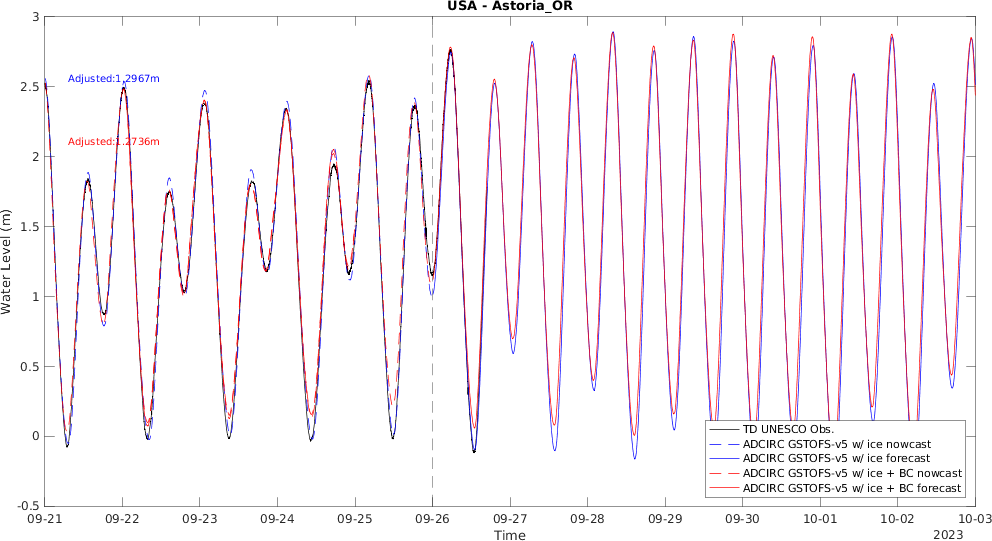 USA - Astoria_OR
3
2.5
2
1.5
1
0.5
0
-0.5
Water Level (m)
Adjusted:1.2967m
Adjusted:1.2736m
TD UNESCO Obs.
ADCIRC GSTOFS-v5 w/ ice nowcast
ADCIRC GSTOFS-v5 w/ ice forecast
ADCIRC GSTOFS-v5 w/ ice + BC nowcast
ADCIRC GSTOFS-v5 w/ ice + BC forecast
09-21 09-22 09-23 09-24 09-25 09-26 09-27 09-28 09-29 09-30 10-01 10-02 10-03
Time
2023